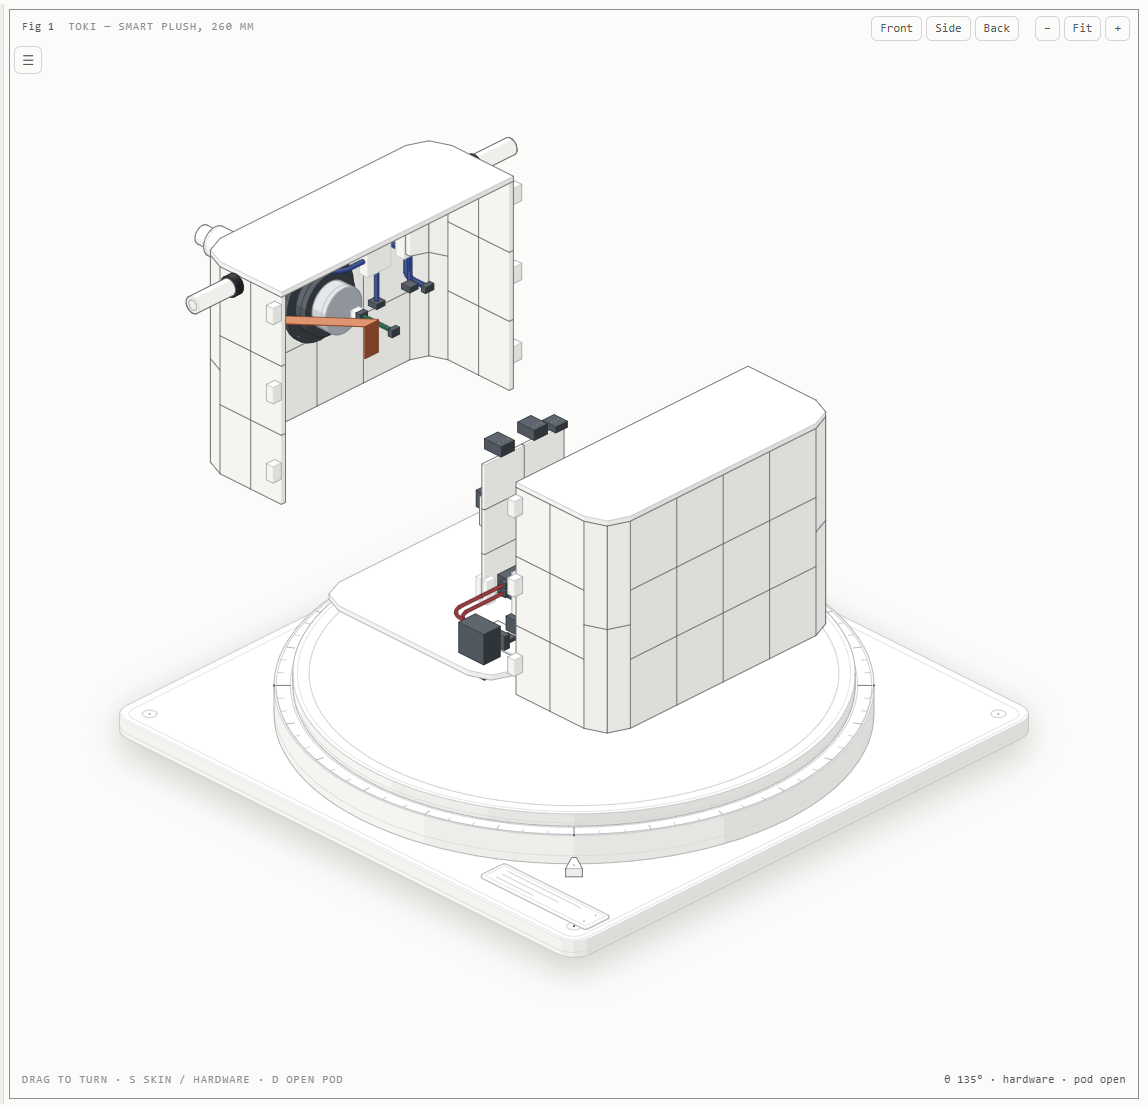 Fig 1 TOKI — SMART PLUSH, 260 MM
Front Side Back − Fit +
☰
DRAG TO TURN · S SKIN / HARDWARE · D OPEN POD
θ 135° · hardware · pod open